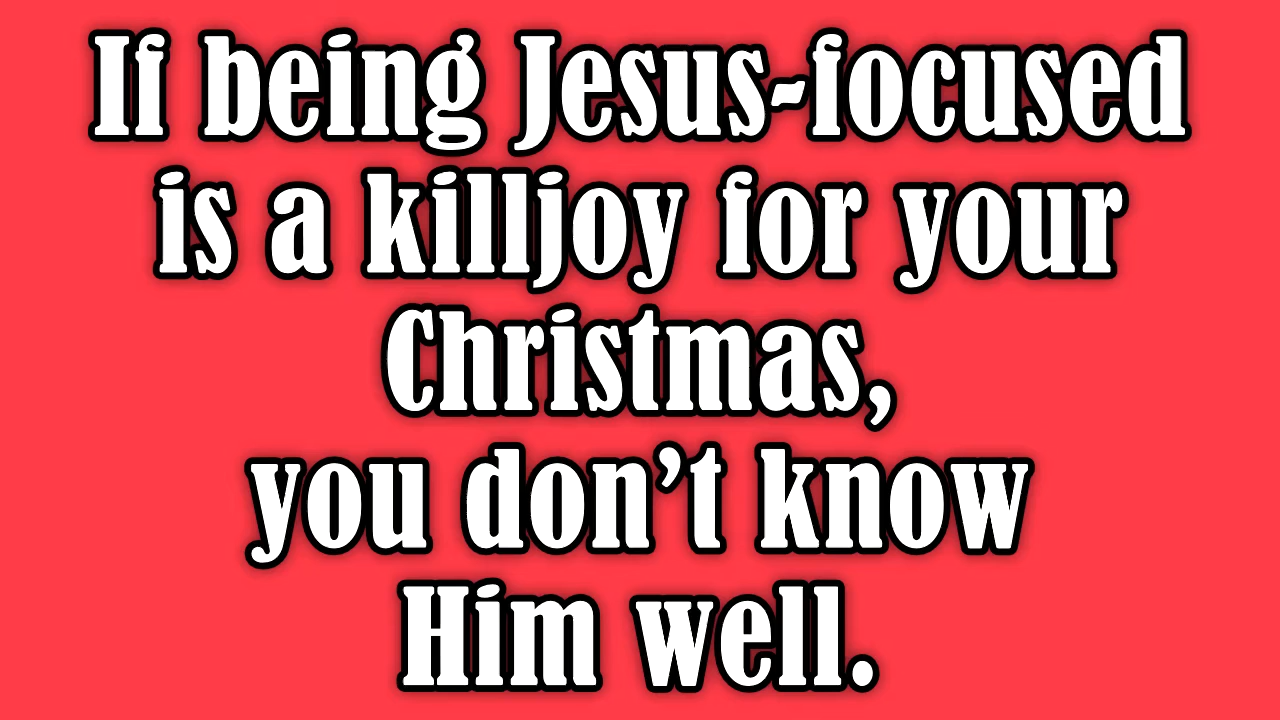 If being Jesus-focused
is a killjoy for your
Christmas,
you don’t know
Him well.